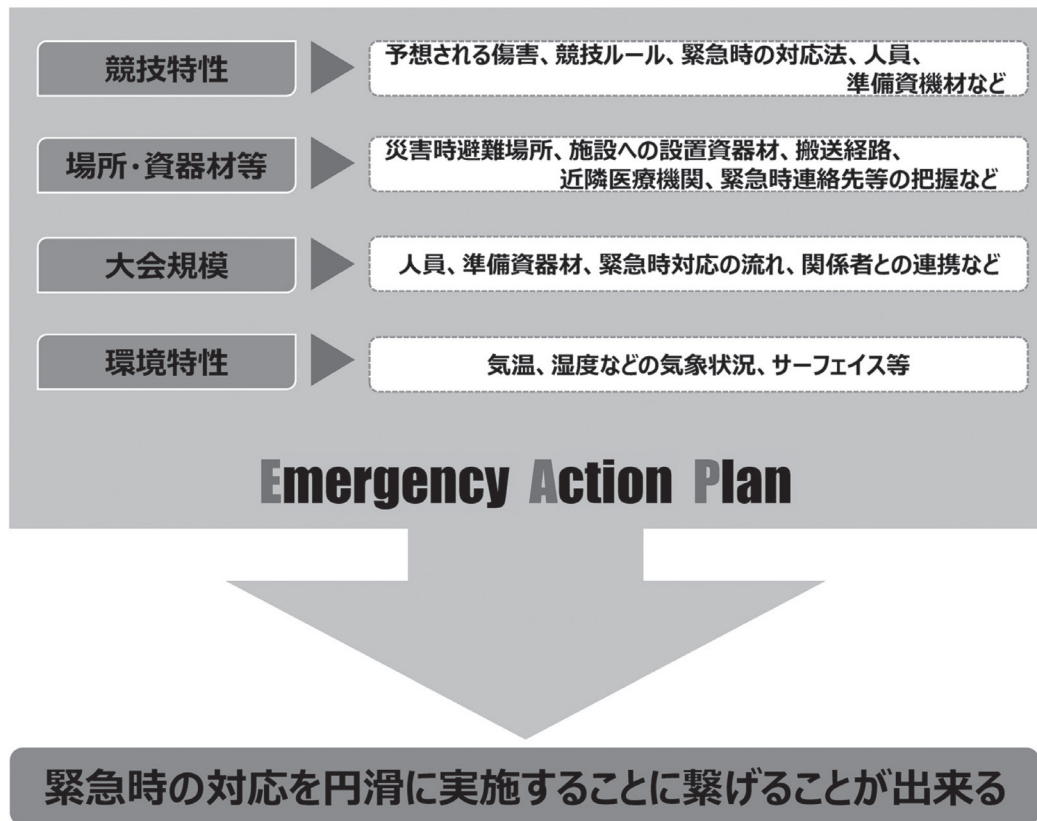 競技特性
予想される傷害、競技ルール、緊急時の対応法、人員、
準備資機材など
場所・資器材等
災害時避難場所、施設への設置資器材、搬送経路、
近隣医療機関、緊急時連絡先等の把握など
大会規模
人員、準備資器材、緊急時対応の流れ、関係者との連携など
環境特性
気温、湿度などの気象状況、サーフェイス等
Emergency Action Plan
緊急時の対応を円滑に実施することに繋げることが出来る